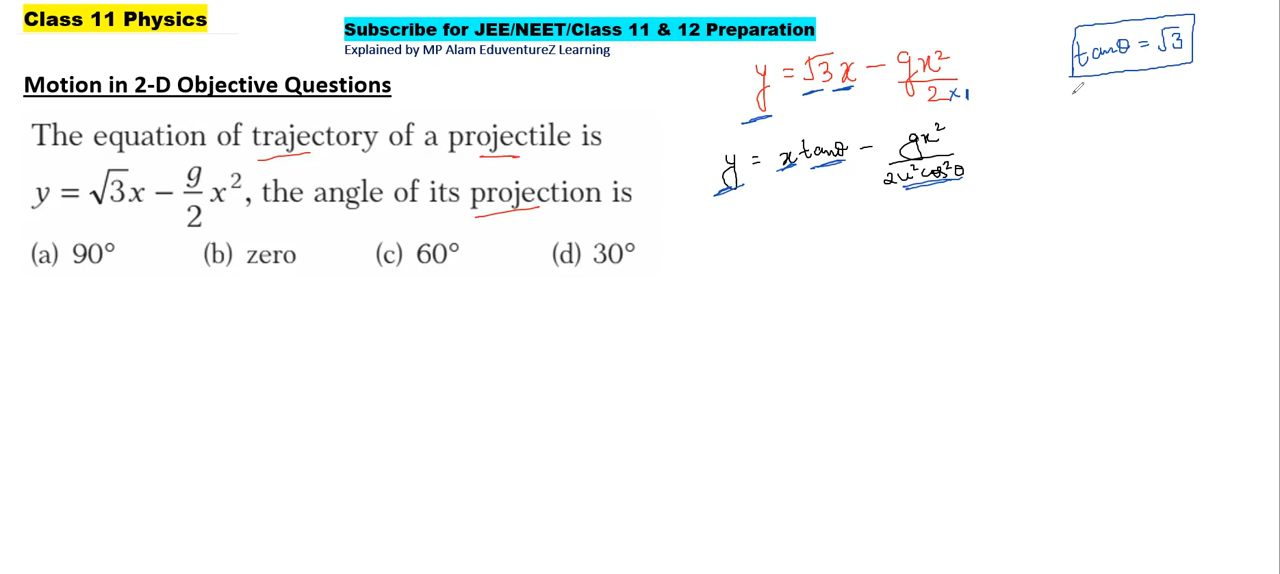 Class 11 Physics
Subscribe for JEE/NEET/Class 11 & 12 Preparation
Explained by MP Alam EduventureZ Learning
Motion in 2-D Objective Questions
The equation of trajectory of a projectile is
y = √3x − g/2 x², the angle of its projection is
(a) 90° (b) zero (c) 60° (d) 30°
y = √3 x − gx²/2×1
y = x tanθ − gx²/2u²cos²θ
tanθ = √3